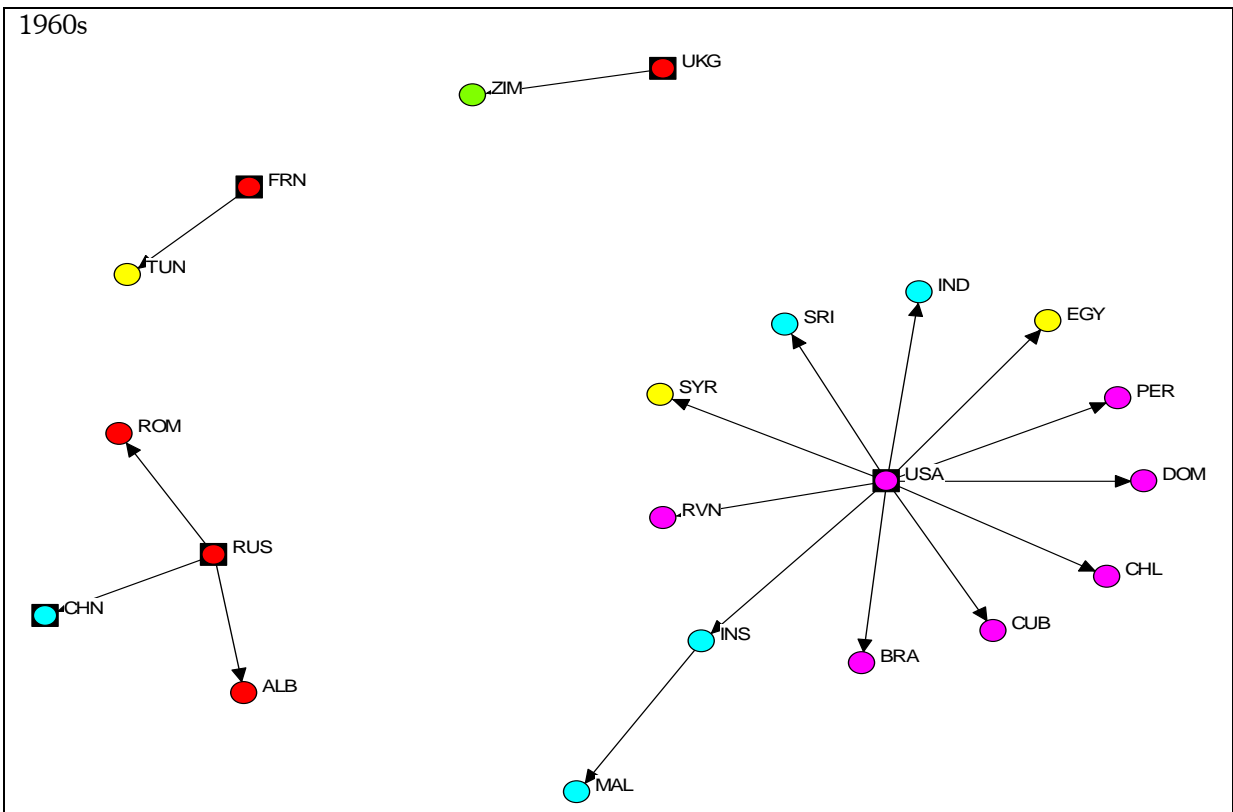 1960s
UKG
ZIM
FRN
TUN
IND
SRI
EGY
SYR
PER
ROM
USA
DOM
RVN
RUS
CHL
CHN
CUB
INS
BRA
ALB
MAL